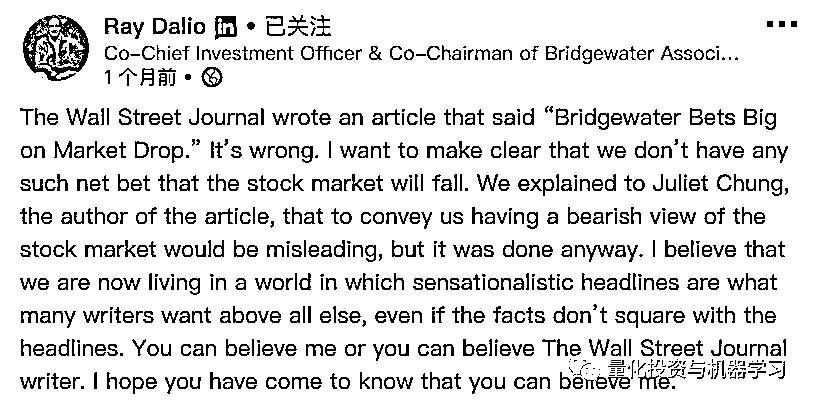 Ray Dalio in • 已关注
Co-Chief Investment Officer & Co-Chairman of Bridgewater Associ...
1 个月前 •
The Wall Street Journal wrote an article that said “Bridgewater Bets Big
on Market Drop.” It’s wrong. I want to make clear that we don’t have any
such net bet that the stock market will fall. We explained to Juliet Chung,
the author of the article, that to convey us having a bearish view of the
stock market would be misleading, but it was done anyway. I believe that
we are now living in a world in which sensationalistic headlines are what
many writers want above all else, even if the facts don’t square with the
headlines. You can believe me or you can believe The Wall Street Journal
writer. I hope you have come to know that you can believe me.
量化投资与机器学习